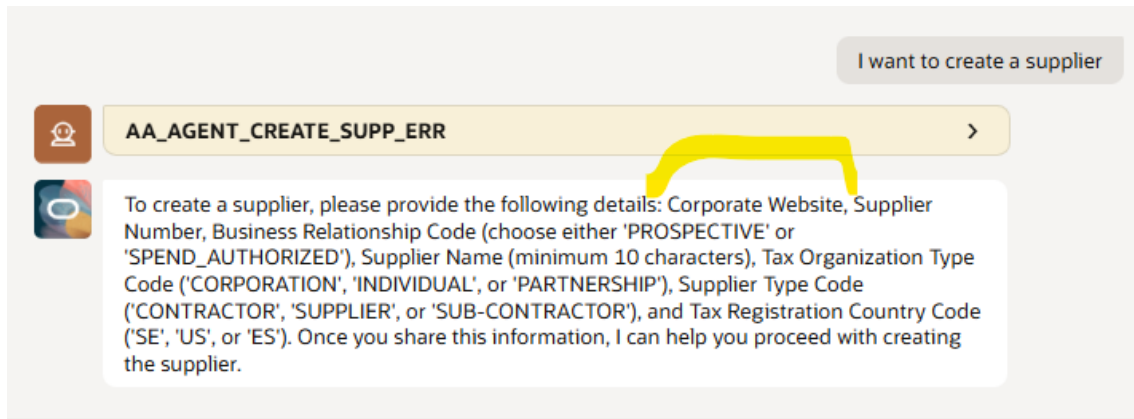 I want to create a supplier
AA_AGENT_CREATE_SUPP_ERR
To create a supplier, please provide the following details: Corporate Website, Supplier
Number, Business Relationship Code (choose either 'PROSPECTIVE' or
'SPEND_AUTHORIZED'), Supplier Name (minimum 10 characters), Tax Organization Type
Code ('CORPORATION', 'INDIVIDUAL', or 'PARTNERSHIP'), Supplier Type Code
('CONTRACTOR', 'SUPPLIER', or 'SUB-CONTRACTOR'), and Tax Registration Country Code
('SE', 'US', or 'ES'). Once you share this information, I can help you proceed with creating
the supplier.